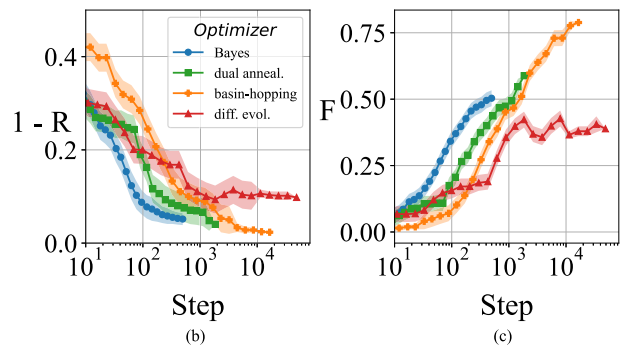 Optimizer
Bayes
dual anneal.
basin-hopping
diff. evol.
1 - R
0.4
0.2
0.0
10^1 10^2 10^3 10^4
Step
(b)
F
0.75
0.50
0.25
0.00
10^1 10^2 10^3 10^4
Step
(c)